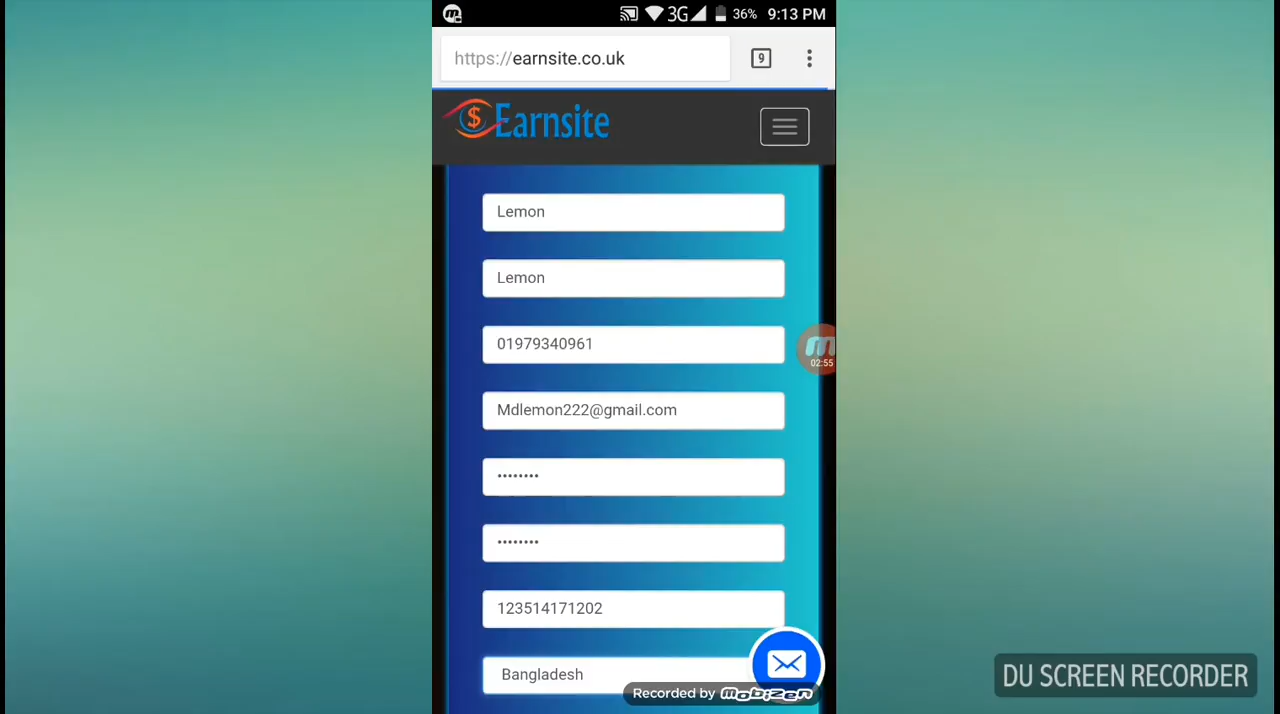 3G 36% 9:13 PM
https://earnsite.co.uk 9
$ Earnsite
Lemon
Lemon
01979340961
02:55
Mdlemon222@gmail.com
••••••••
••••••••
123514171202
Bangladesh
Recorded by mobizen
DU SCREEN RECORDER